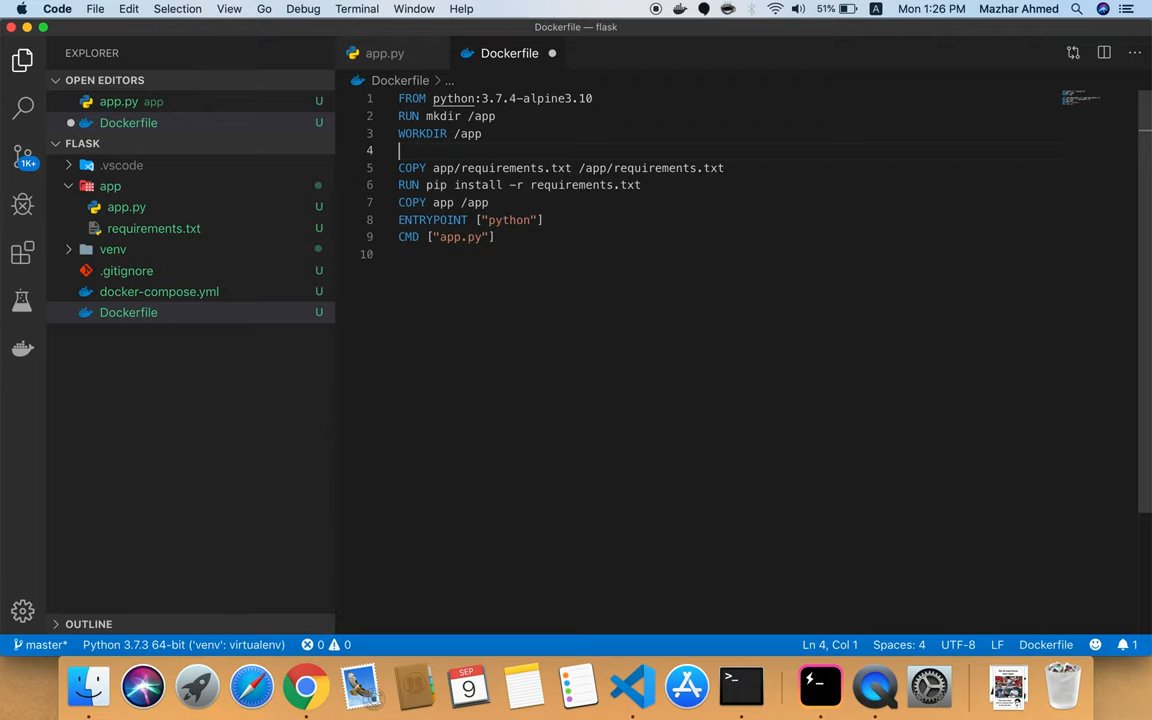 Code File Edit Selection View Go Debug Terminal Window Help 51% A Mon 1:26 PM Mazhar Ahmed
Dockerfile — flask
EXPLORER
OPEN EDITORS
app.py app U
Dockerfile U
FLASK
.vscode
app
app.py U
requirements.txt U
venv
.gitignore U
docker-compose.yml U
Dockerfile U
OUTLINE
1K+
app.py Dockerfile
Dockerfile > ...
1 FROM python:3.7.4-alpine3.10
2 RUN mkdir /app
3 WORKDIR /app
4
5 COPY app/requirements.txt /app/requirements.txt
6 RUN pip install -r requirements.txt
7 COPY app /app
8 ENTRYPOINT ["python"]
9 CMD ["app.py"]
10
master* Python 3.7.3 64-bit ('venv': virtualenv) 0 0 Ln 4, Col 1 Spaces: 4 UTF-8 LF Dockerfile 1
SEP
9